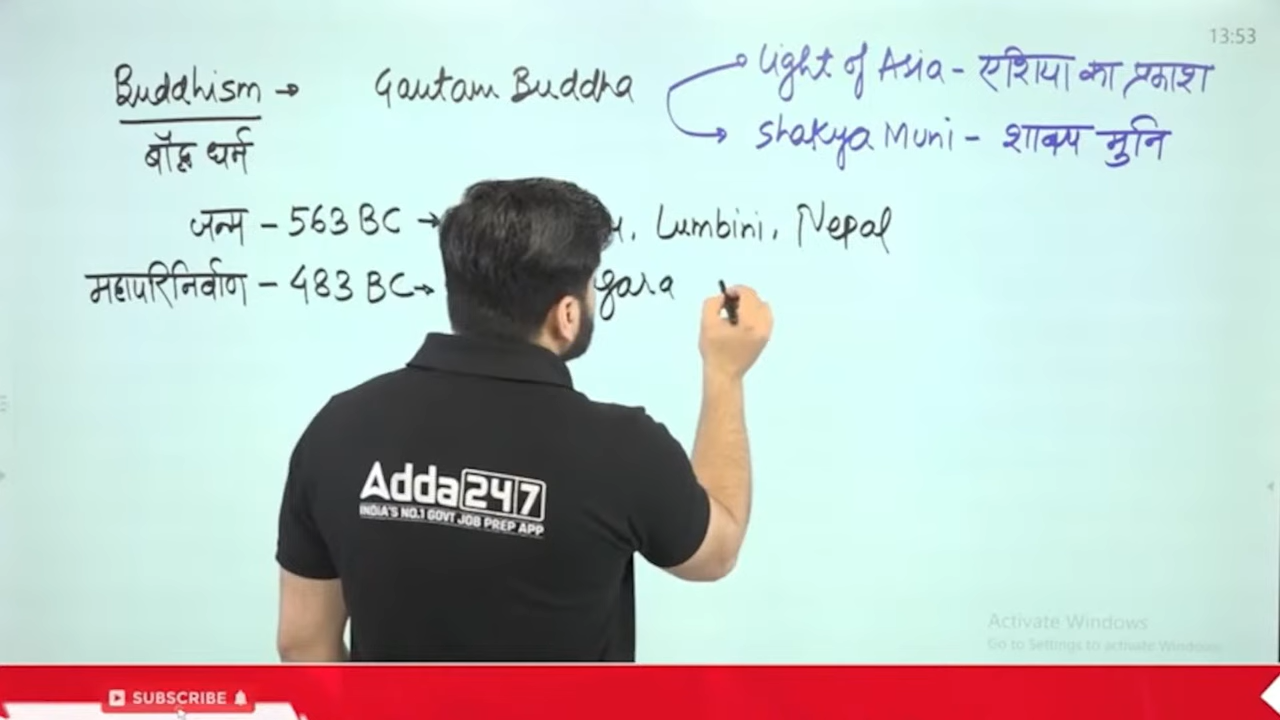 13:53
Buddhism → Gautam Buddha
Light of Asia - एशिया का प्रकाश
बौद्ध धर्म
Shakya Muni - शाक्य मुनि
जन्म - 563 BC → Lumbini, Nepal
महापरिनिर्वाण - 483 BC → gara
Adda247
INDIA'S NO.1 GOVT JOB PREP APP
Activate Windows
Go to Settings to activate Windows.
SUBSCRIBE